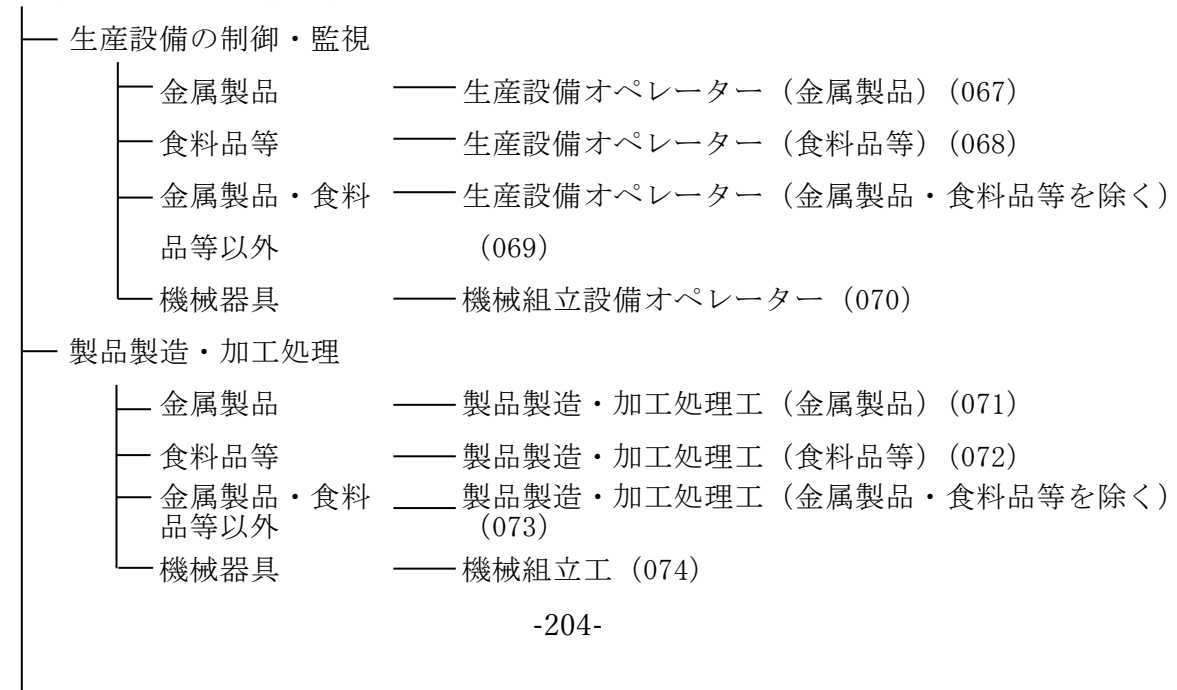 生産設備の制御・監視
金属製品 生産設備オペレーター（金属製品）(067)
食料品等 生産設備オペレーター（食料品等）(068)
金属製品・食料 生産設備オペレーター（金属製品・食料品等を除く）
品等以外 (069)
機械器具 機械組立設備オペレーター (070)
製品製造・加工処理
金属製品 製品製造・加工処理工（金属製品）(071)
食料品等 製品製造・加工処理工（食料品等）(072)
金属製品・食料 製品製造・加工処理工（金属製品・食料品等を除く）
品等以外 (073)
機械器具 機械組立工 (074)
-204-